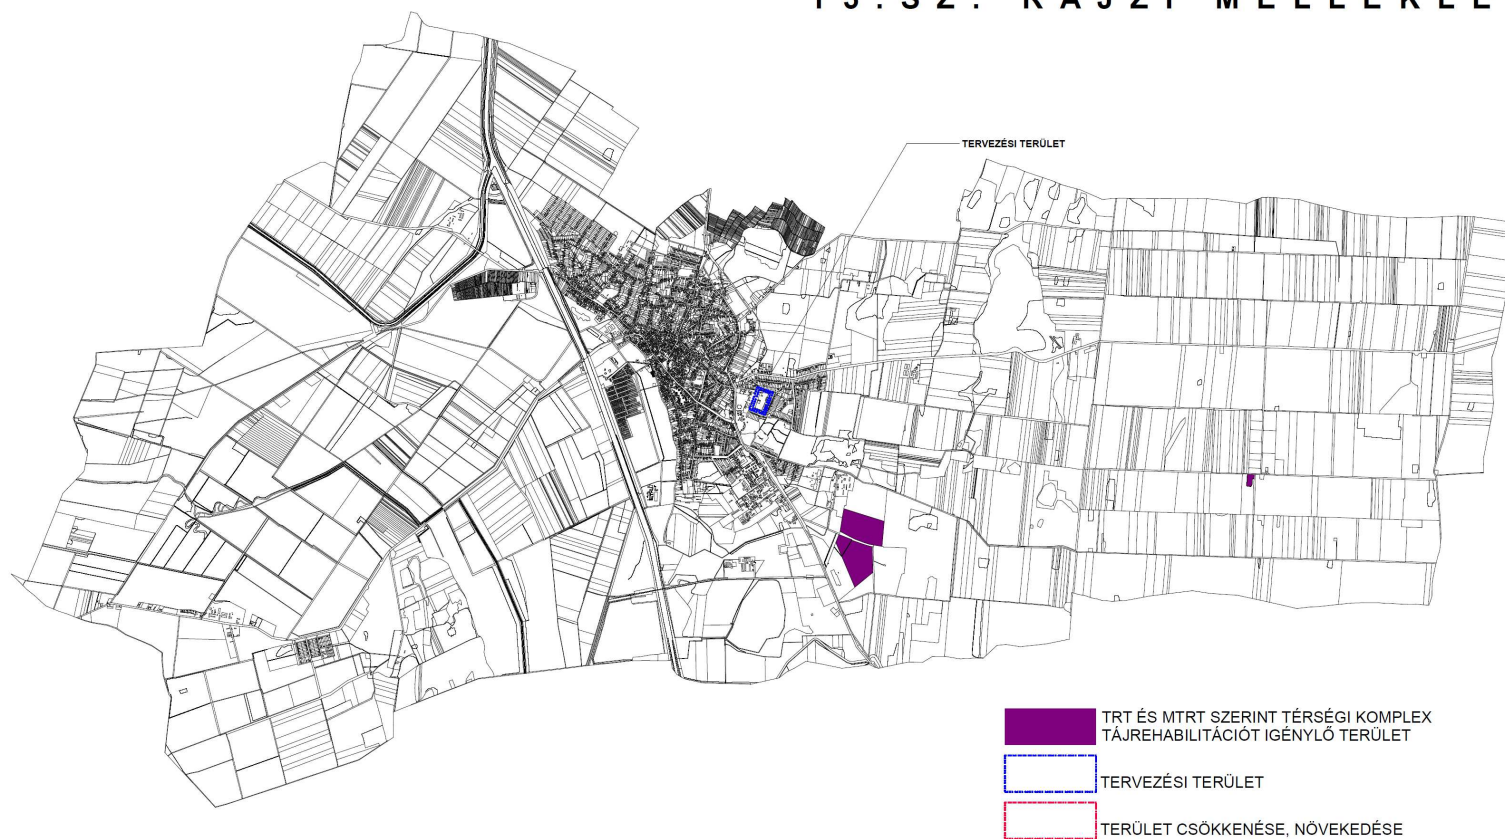 TERVEZÉSI TERÜLET
TRT ÉS MTRT SZERINT TÉRSÉGI KOMPLEX
TÁJREHABILITÁCIÓT IGÉNYLŐ TERÜLET
TERVEZÉSI TERÜLET
TERÜLET CSÖKKENÉSE, NÖVEKEDÉSE